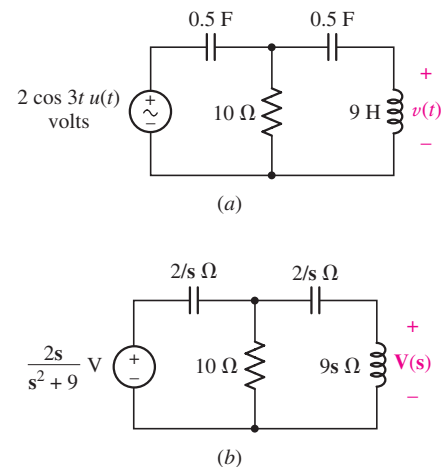 0.5 F 0.5 F
2 cos 3t u(t)
volts
+
~
–
10 Ω
9 H
+
v(t)
–
(a)
2/s Ω 2/s Ω
2s
s² + 9
V
+
–
10 Ω
9s Ω
+
V(s)
–
(b)